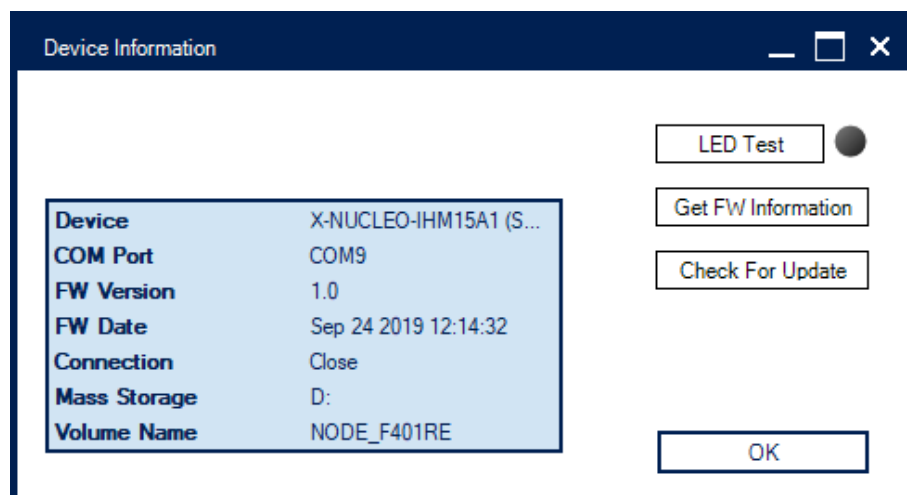 Device Information
LED Test
Get FW Information
Check For Update
Device X-NUCLEO-IHM15A1 (S...
COM Port COM9
FW Version 1.0
FW Date Sep 24 2019 12:14:32
Connection Close
Mass Storage D:
Volume Name NODE_F401RE
OK